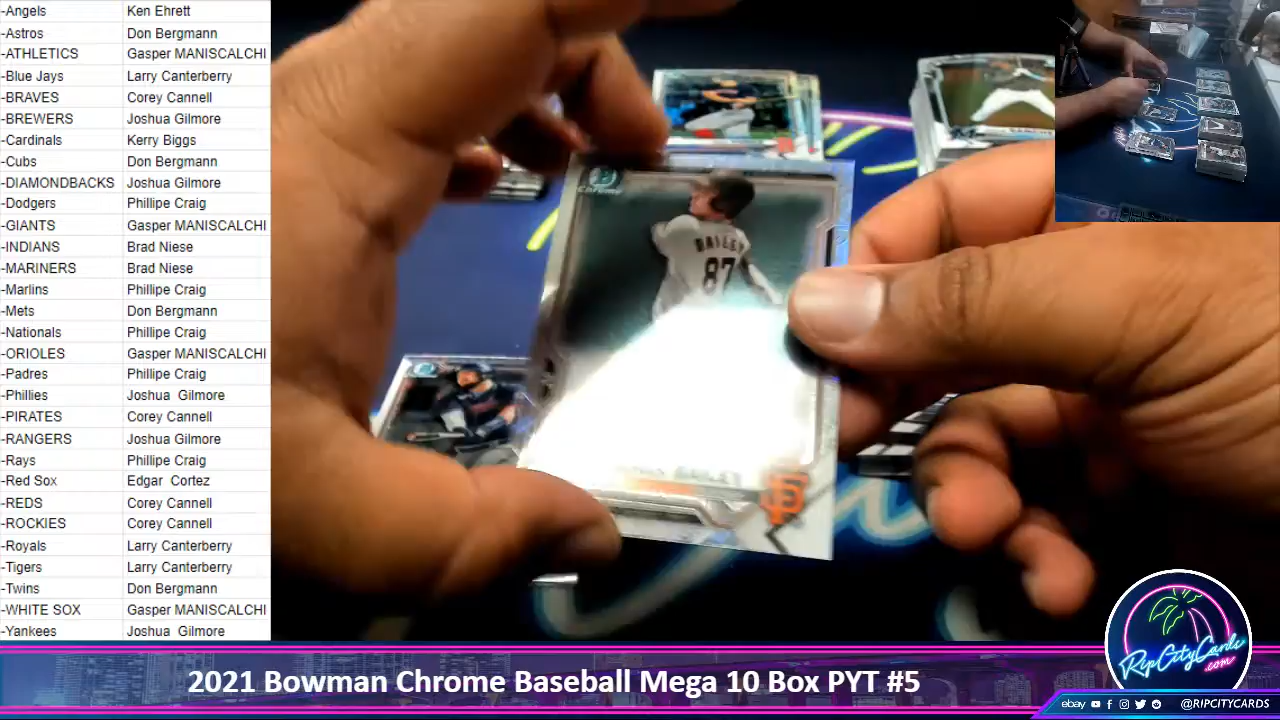 -Angels Ken Ehrett
-Astros Don Bergmann
-ATHLETICS Gasper MANISCALCHI
-Blue Jays Larry Canterberry
-BRAVES Corey Cannell
-BREWERS Joshua Gilmore
-Cardinals Kerry Biggs
-Cubs Don Bergmann
-DIAMONDBACKS Joshua Gilmore
-Dodgers Phillipe Craig
-GIANTS Gasper MANISCALCHI
-INDIANS Brad Niese
-MARINERS Brad Niese
-Marlins Phillipe Craig
-Mets Don Bergmann
-Nationals Phillipe Craig
-ORIOLES Gasper MANISCALCHI
-Padres Phillipe Craig
-Phillies Joshua Gilmore
-PIRATES Corey Cannell
-RANGERS Joshua Gilmore
-Rays Phillipe Craig
-Red Sox Edgar Cortez
-REDS Corey Cannell
-ROCKIES Corey Cannell
-Royals Larry Canterberry
-Tigers Larry Canterberry
-Twins Don Bergmann
-WHITE SOX Gasper MANISCALCHI
-Yankees Joshua Gilmore
B
Chrome
BAILEY
87
SF
RipCityCards
.com
2021 Bowman Chrome Baseball Mega 10 Box PYT #5
ebay @RIPCITYCARDS